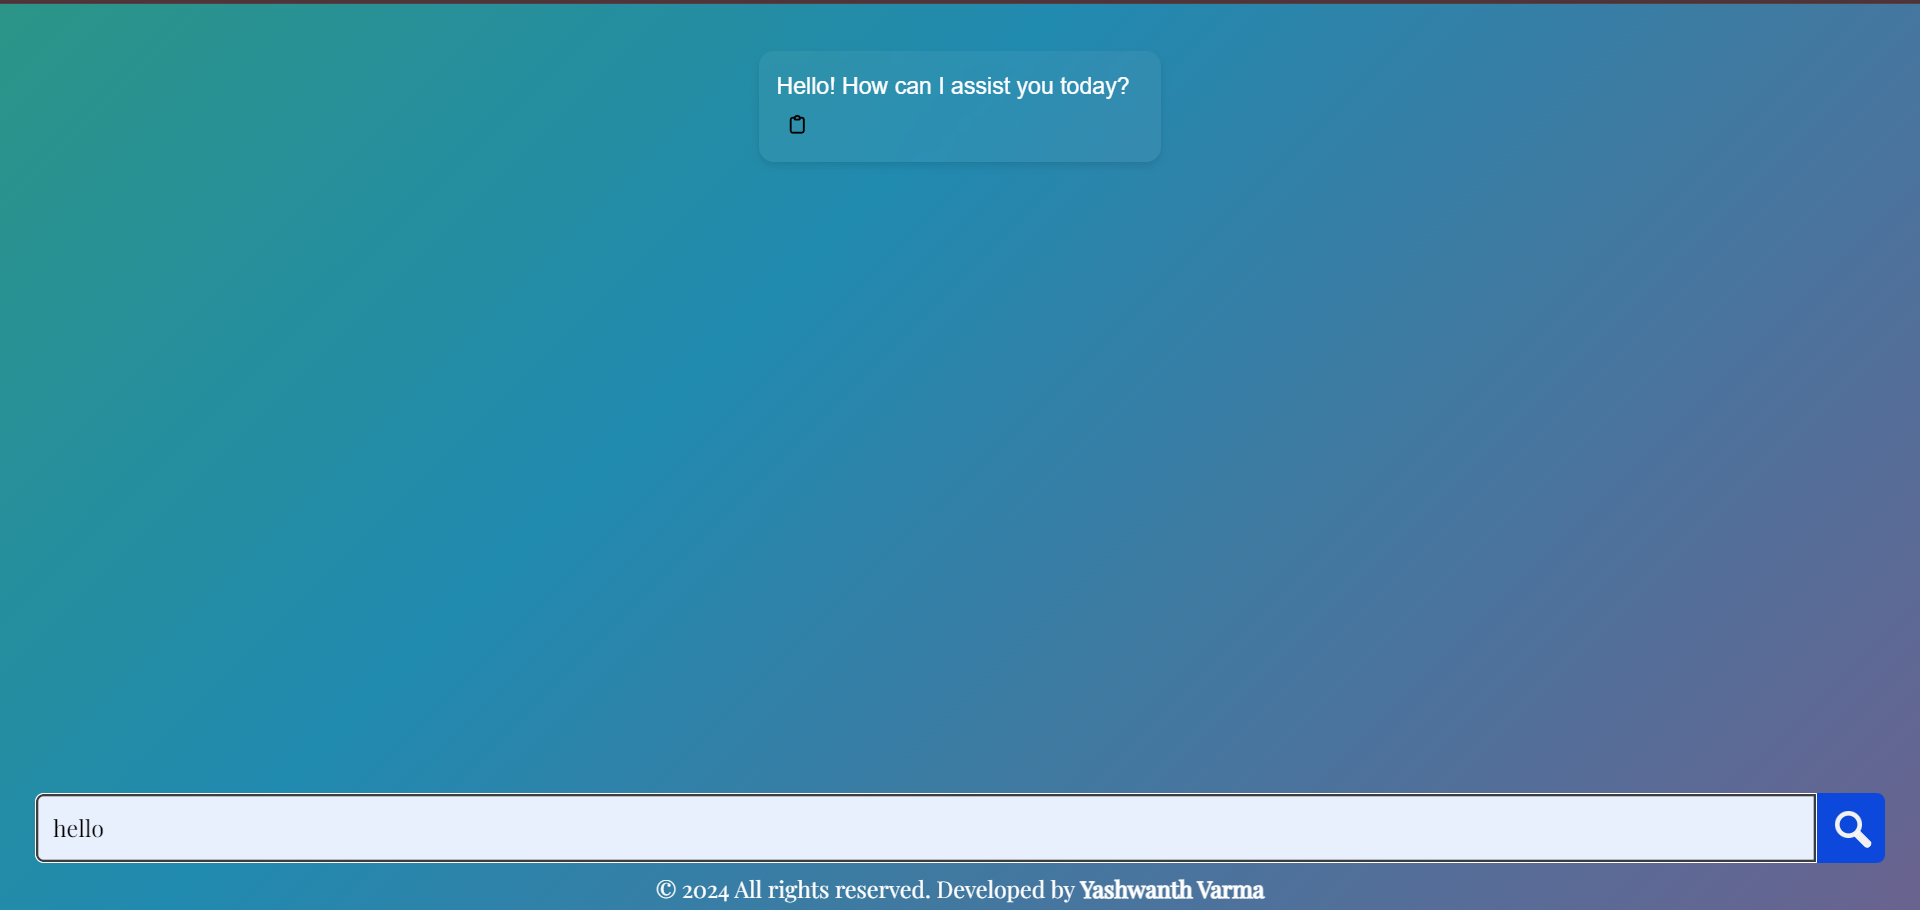 Hello! How can I assist you today?
hello
© 2024 All rights reserved. Developed by Yashwanth Varma